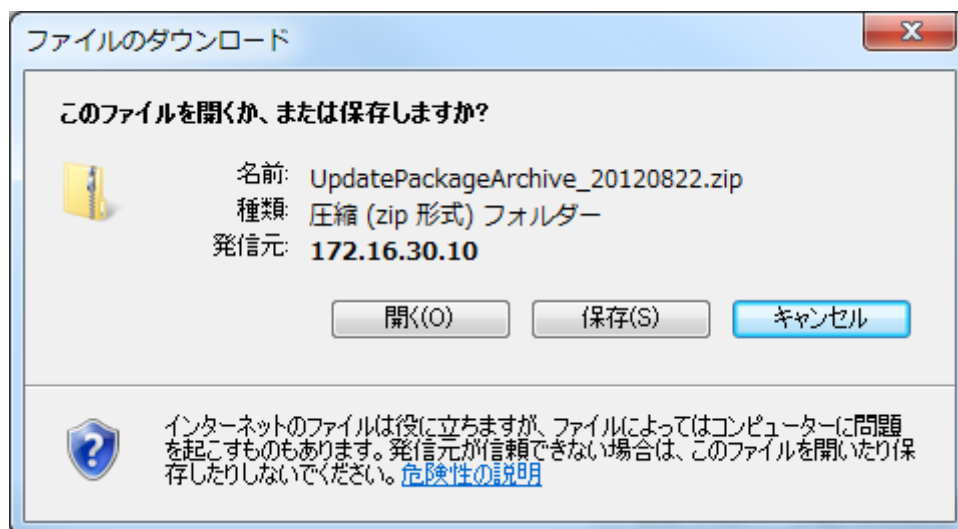 ファイルのダウンロード
このファイルを開くか、または保存しますか?
名前: UpdatePackageArchive_20120822.zip
種類: 圧縮 (zip 形式) フォルダー
発信元: 172.16.30.10
開く(O) 保存(S) キャンセル
インターネットのファイルは役に立ちますが、ファイルによってはコンピューターに問題
を起こすものもあります。発信元が信頼できない場合は、このファイルを開いたり保
存したりしないでください。危険性の説明